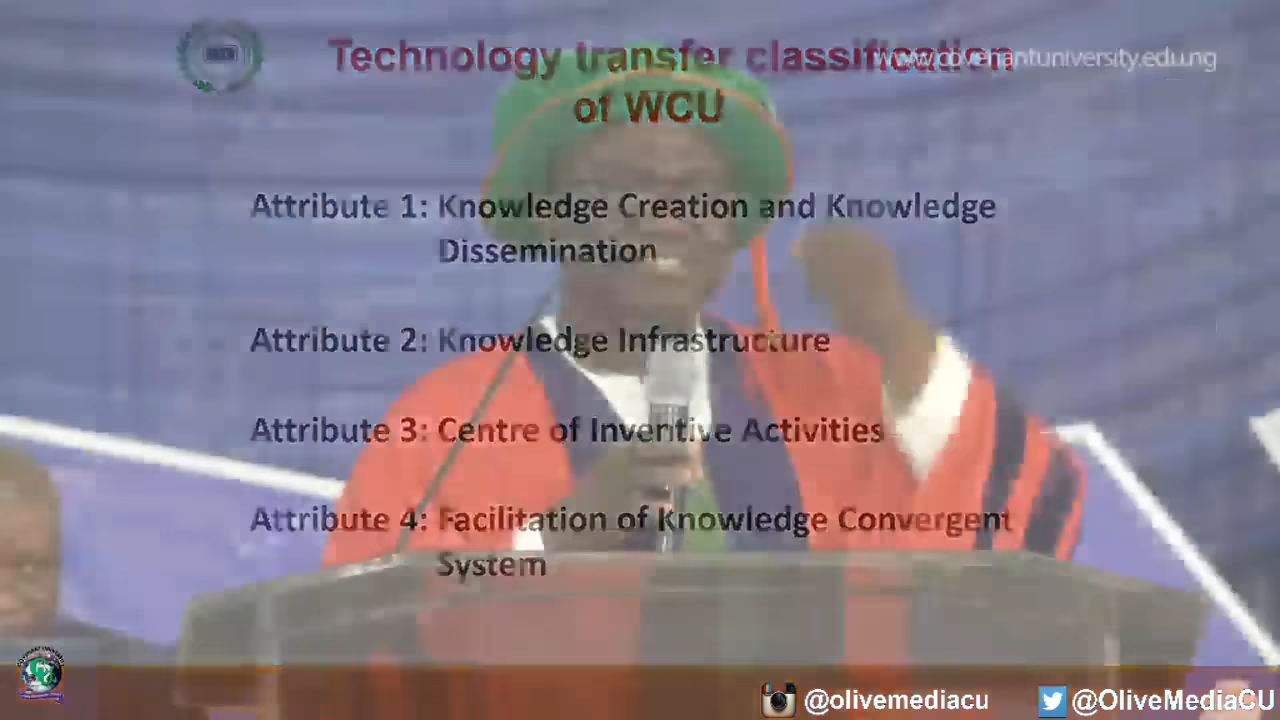 Technology transfer classification
www.covenantuniversity.edu.ng
of WCU
Attribute 1: Knowledge Creation and Knowledge
Dissemination
Attribute 2: Knowledge Infrastructure
Attribute 3: Centre of Inventive Activities
Attribute 4: Facilitation of Knowledge Convergent
System
@olivemediacu
@OliveMediaCU